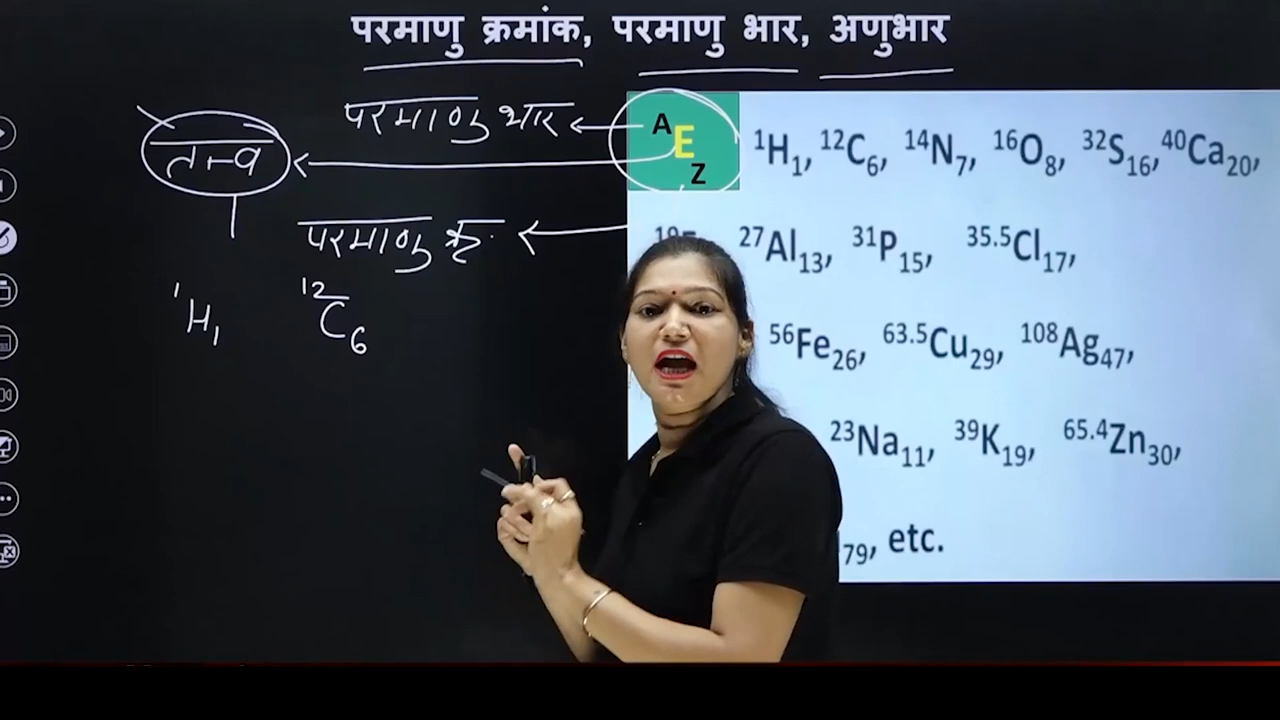 परमाणु क्रमांक, परमाणु भार, अणुभार
परमाणु भार
A
E
Z
तत्व
परमाणु क्र.
¹H₁, ¹²C₆, ¹⁴N₇, ¹⁶O₈, ³²S₁₆, ⁴⁰Ca₂₀,
²⁷Al₁₃, ³¹P₁₅, ³⁵·⁵Cl₁₇,
⁵⁶Fe₂₆, ⁶³·⁵Cu₂₉, ¹⁰⁸Ag₄₇,
²³Na₁₁, ³⁹K₁₉, ⁶⁵·⁴Zn₃₀,
₇₉, etc.
¹H₁ ¹²C₆